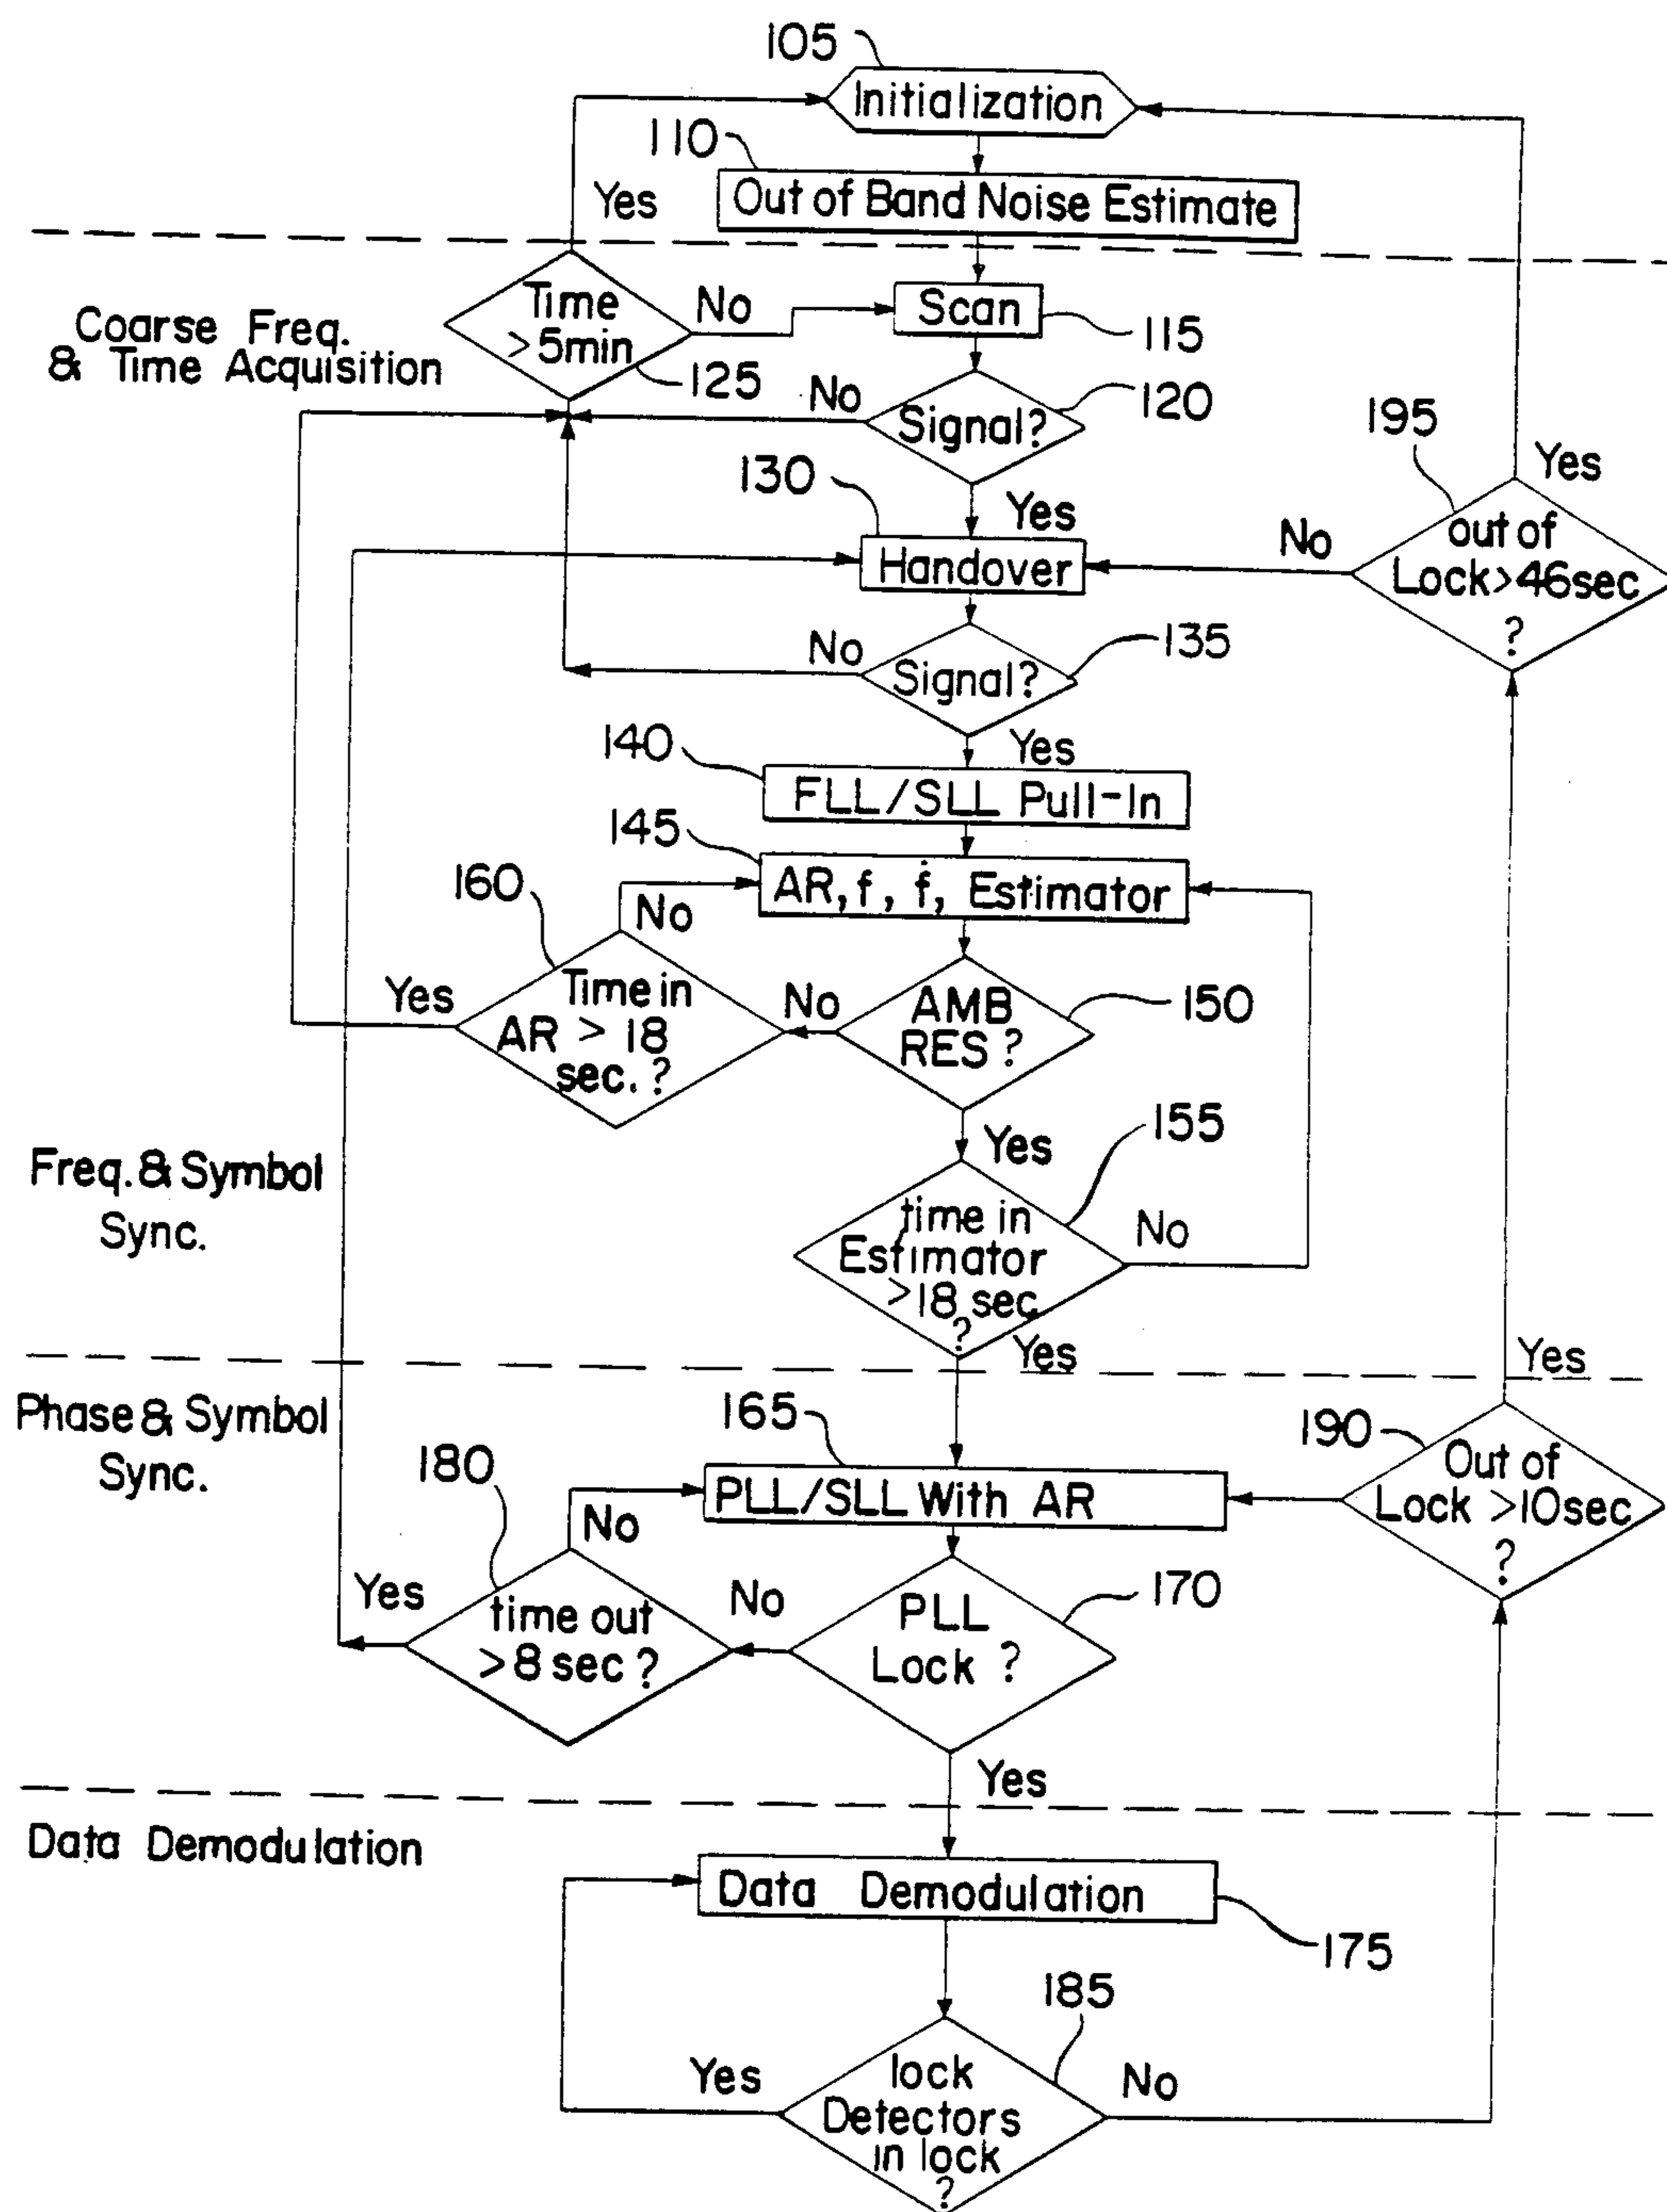 105
Initialization
110
Yes
Out of Band Noise Estimate
Coarse Freq.
& Time Acquisition
Time
>5min
125
No
Scan
115
No
Signal?
120
130
Yes
Handover
195
Yes
out of
Lock>46sec
?
No
No
Signal?
135
140
Yes
FLL/SLL Pull-In
145
AR, f, ḟ, Estimator
160
No
Time in
AR > 18
sec. ?
Yes
No
AMB
RES ?
150
Yes
155
Freq. & Symbol
Sync.
time in
Estimator
>18 sec
?
No
Yes
Yes
Phase & Symbol
Sync.
165
180
PLL/SLL With AR
190
Out of
Lock >10sec
?
No
Yes
time out
>8 sec ?
No
PLL
Lock ?
170
Yes
Data Demodulation
Data Demodulation
175
185
Yes
lock
Detectors
in lock
?
No